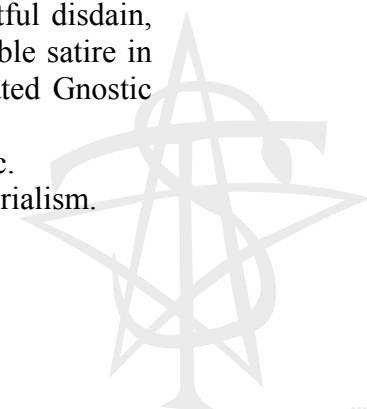 tful disdain,
ble satire in
ted Gnostic
c.
rialism.